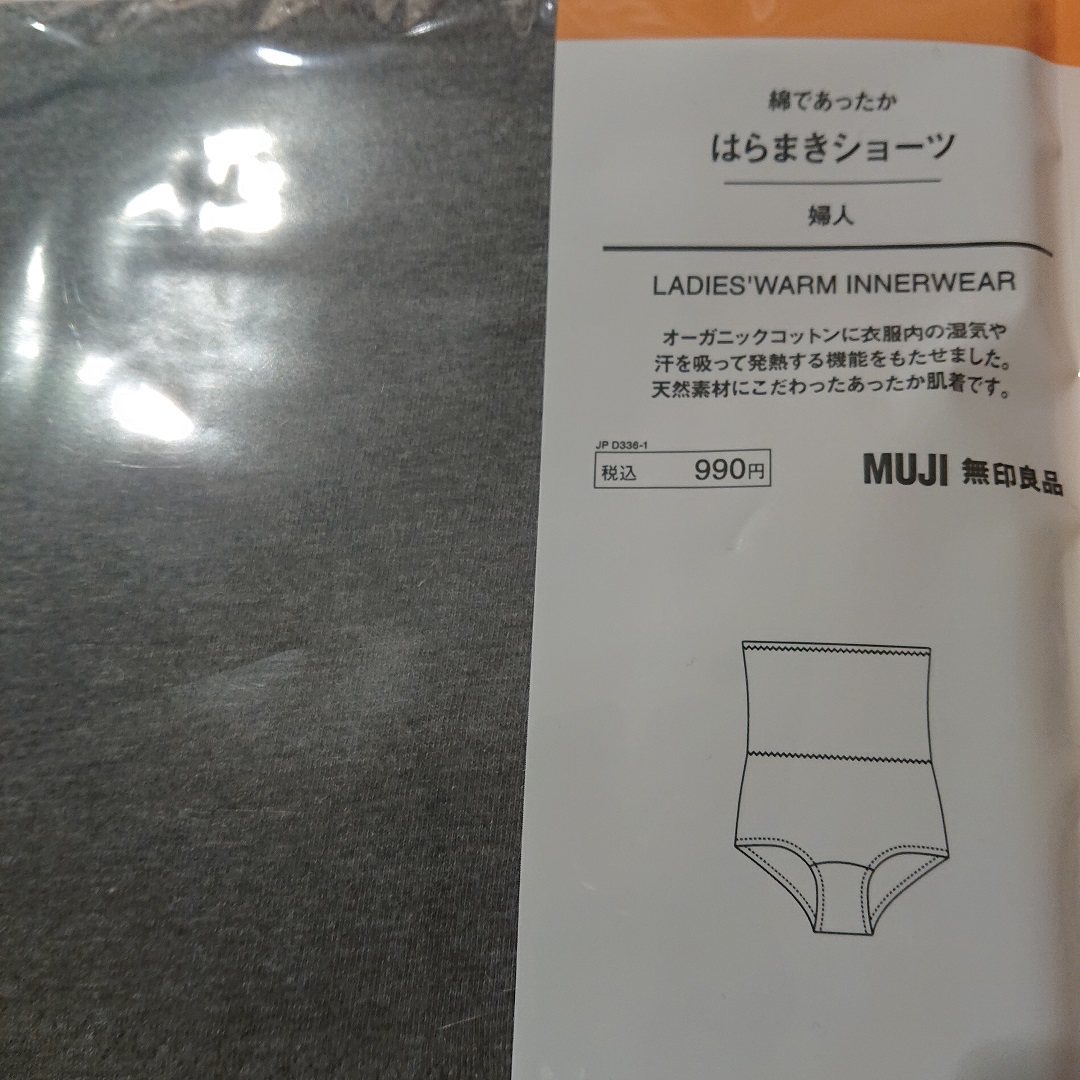 綿であったか
はらまきショーツ
婦人
LADIES'WARM INNERWEAR
オーガニックコットンに衣服内の湿気や
汗を吸って発熱する機能をもたせました。
天然素材にこだわったあったか肌着です。
JP D336-1
税込 990円
MUJI 無印良品